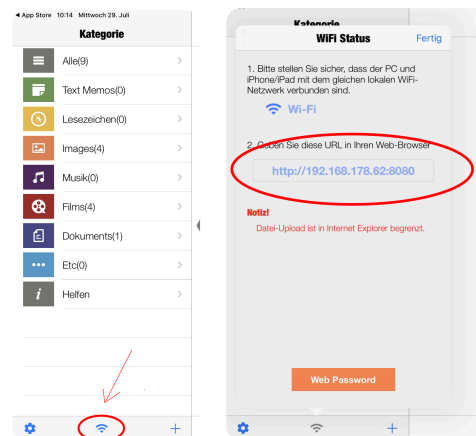 App Store 10:14 Mittwoch 29. Juli
Kategorie
Alle(9)
Text Memos(0)
Lesezeichen(0)
Images(4)
Musik(0)
Films(4)
Dokuments(1)
Etc(0)
Helfen
Kategorie
WiFi Status
Fertig
1. Bitte stellen Sie sicher, dass der PC und
iPhone/iPad mit dem gleichen lokalen WiFi-
Netzwerk verbunden sind.
Wi-Fi
2. Geben Sie diese URL in Ihren Web-Browser
http://192.168.178.62:8080
Notiz!
Datei-Upload ist in Internet Explorer begrenzt.
Web Password